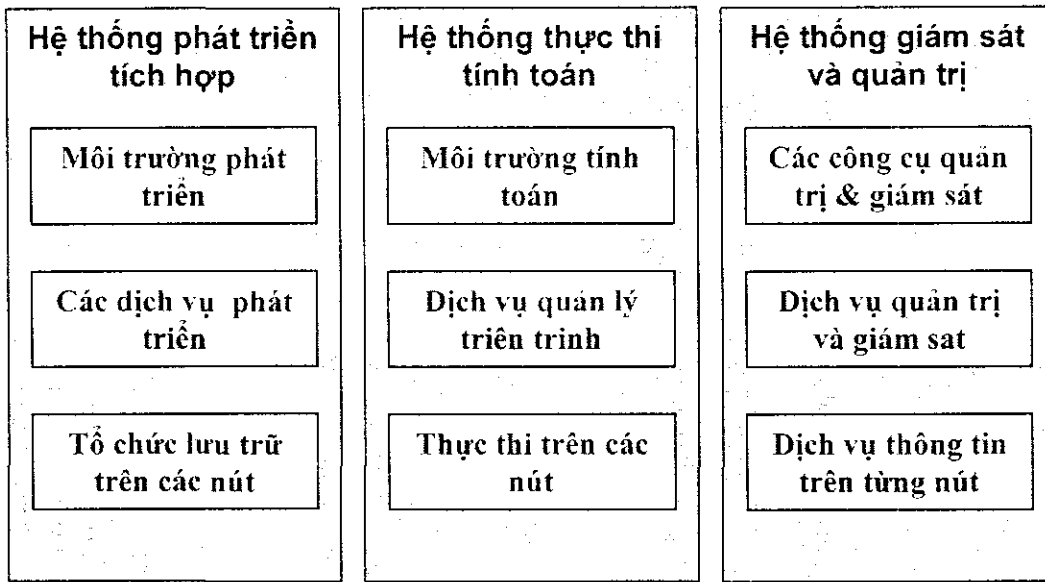 Hệ thống phát triển
tích hợp
Môi trường phát
triển
Các dịch vụ phát
triển
Tổ chức lưu trữ
trên các nút
Hệ thống thực thi
tính toán
Môi trường tính
toán
Dịch vụ quản lý
triên trinh
Thực thi trên các
nút
Hệ thống giám sát
và quản trị
Các công cụ quản
trị & giám sát
Dịch vụ quản trị
và giám sat
Dịch vụ thông tin
trên từng nút